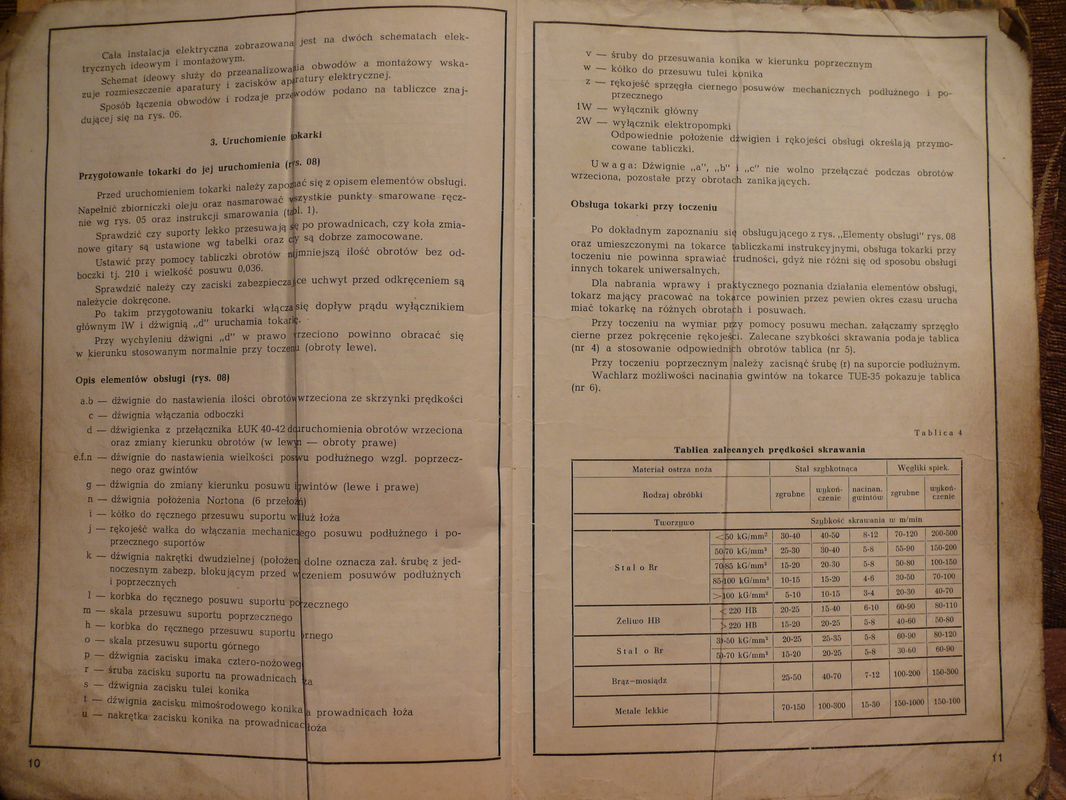 Cała instalacja elektryczna zobrazowana jest na dwóch schematach elek-
trycznych ideowym i montażowym.
Schemat ideowy służy do przeanalizowania obwodów a montażowy wska-
zuje rozmieszczenie aparatury i zacisków aparatury elektrycznej.
Sposób łączenia obwodów i rodzaje przewodów podano na tabliczce znaj-
dującej się na rys. 06.
3. Uruchomienie tokarki
Przygotowanie tokarki do jej uruchomienia (rys. 08)
Przed uruchomieniem tokarki należy zapoznać się z opisem elementów obsługi.
Napełnić zbiorniczki oleju oraz nasmarować wszystkie punkty smarowane ręcz-
nie wg rys. 05 oraz instrukcji smarowania (tabl. 1).
Sprawdzić czy suporty lekko przesuwają się po prowadnicach, czy koła zmia-
nowe gitary są ustawione wg tabelki oraz czy są dobrze zamocowane.
Ustawić przy pomocy tabliczki obrotów najmniejszą ilość obrotów bez od-
boczki tj. 210 i wielkość posuwu 0,036.
Sprawdzić należy czy zaciski zabezpieczające uchwyt przed odkręceniem są
należycie dokręcone.
Po takim przygotowaniu tokarki włącza się dopływ prądu wyłącznikiem
głównym IW i dźwignią „d" uruchamia tokarkę.
Przy wychyleniu dźwigni „d" w prawo wrzeciono powinno obracać się
w kierunku stosowanym normalnie przy toczeniu (obroty lewe).
Opis elementów obsługi (rys. 08)
a.b — dźwignie do nastawienia ilości obrotów wrzeciona ze skrzynki prędkości
c — dźwignia włączania odboczki
d — dźwigienka z przełącznika ŁUK 40-42 do uruchomienia obrotów wrzeciona
oraz zmiany kierunku obrotów (w lewym — obroty prawe)
e.f.n — dźwignie do nastawienia wielkości posuwu podłużnego wzgl. poprzecz-
nego oraz gwintów
g — dźwignia do zmiany kierunku posuwu i gwintów (lewe i prawe)
n — dźwignia położenia Nortona (6 przełożeń)
i — kółko do ręcznego przesuwu suportu wzdłuż łoża
j — rękojeść wałka do włączania mechanicznego posuwu podłużnego i po-
przecznego suportów
k — dźwignia nakrętki dwudzielnej (położenie dolne oznacza zał. śrubę z jed-
noczesnym zabezp. blokującym przed włączeniem posuwów podłużnych
i poprzecznych
l — korbka do ręcznego posuwu suportu poprzecznego
m — skala przesuwu suportu poprzecznego
h — korbka do ręcznego przesuwu suportu górnego
o — skala przesuwu suportu górnego
p — dźwignia zacisku imaka cztero-nożowego
r — śruba zacisku suportu na prowadnicach łoża
s — dźwignia zacisku tulei konika
t — dźwignia zacisku mimośrodowego konika na prowadnicach łoża
u — nakrętka zacisku konika na prowadnicach łoża
10
v — śruby do przesuwania konika w kierunku poprzecznym
w — kółko do przesuwu tulei konika
z — rękojeść sprzęgła ciernego posuwów mechanicznych podłużnego i po-
przecznego
1W — wyłącznik główny
2W — wyłącznik elektropompki
Odpowiednie położenie dźwigien i rękojeści obsługi określają przymo-
cowane tabliczki.
Uwaga: Dźwignie „a", „b" i „c" nie wolno przełączać podczas obrotów
wrzeciona, pozostałe przy obrotach zanikających.
Obsługa tokarki przy toczeniu
Po dokładnym zapoznaniu się obsługującego z rys. „Elementy obsługi" rys. 08
oraz umieszczonymi na tokarce tabliczkami instrukcyjnymi, obsługa tokarki przy
toczeniu nie powinna sprawiać trudności, gdyż nie różni się od sposobu obsługi
innych tokarek uniwersalnych.
Dla nabrania wprawy i praktycznego poznania działania elementów obsługi,
tokarz mający pracować na tokarce powinien przez pewien okres czasu urucha
miać tokarkę na różnych obrotach i posuwach.
Przy toczeniu na wymiar przy pomocy posuwu mechan. załączamy sprzęgło
cierne przez pokręcenie rękojeści. Zalecane szybkości skrawania podaje tablica
(nr 4) a stosowanie odpowiednich obrotów tablica (nr 5).
Przy toczeniu poprzecznym należy zacisnąć śrubę (r) na suporcie podłużnym.
Wachlarz możliwości nacinania gwintów na tokarce TUE-35 pokazuje tablica
(nr 6).
Tablica 4
Tablica zalecanych prędkości skrawania
Materiał ostrza noża Stal szybkotnąca Węgliki spiek.
Rodzaj obróbki zgrubne wykoń-czenie nacinan. gwintów zgrubne wykoń-czenie
Tworzywo Szybkość skrawania w m/min
Stal o Rr <50 kG/mm² 30-40 40-50 8-12 70-120 200-500
50-70 kG/mm² 25-30 30-40 5-8 55-90 150-200
70-85 kG/mm² 15-20 20-30 5-8 50-80 100-150
85-100 kG/mm² 10-15 15-20 4-6 30-50 70-100
>100 kG/mm² 5-10 10-15 3-4 20-30 40-70
Żeliwo HB < 220 HB 20-25 15-40 6-10 60-90 80-110
> 220 HB 15-20 20-25 5-8 40-60 50-80
Stal o Rr 30-50 kG/mm² 20-25 25-35 5-8 60-90 80-120
50-70 kG/mm² 15-20 20-25 5-8 30-60 60-90
Brąz-mosiądz 25-50 40-70 7-12 100-200 150-300
Metale lekkie 70-150 100-300 15-30 150-1000 150-100
11